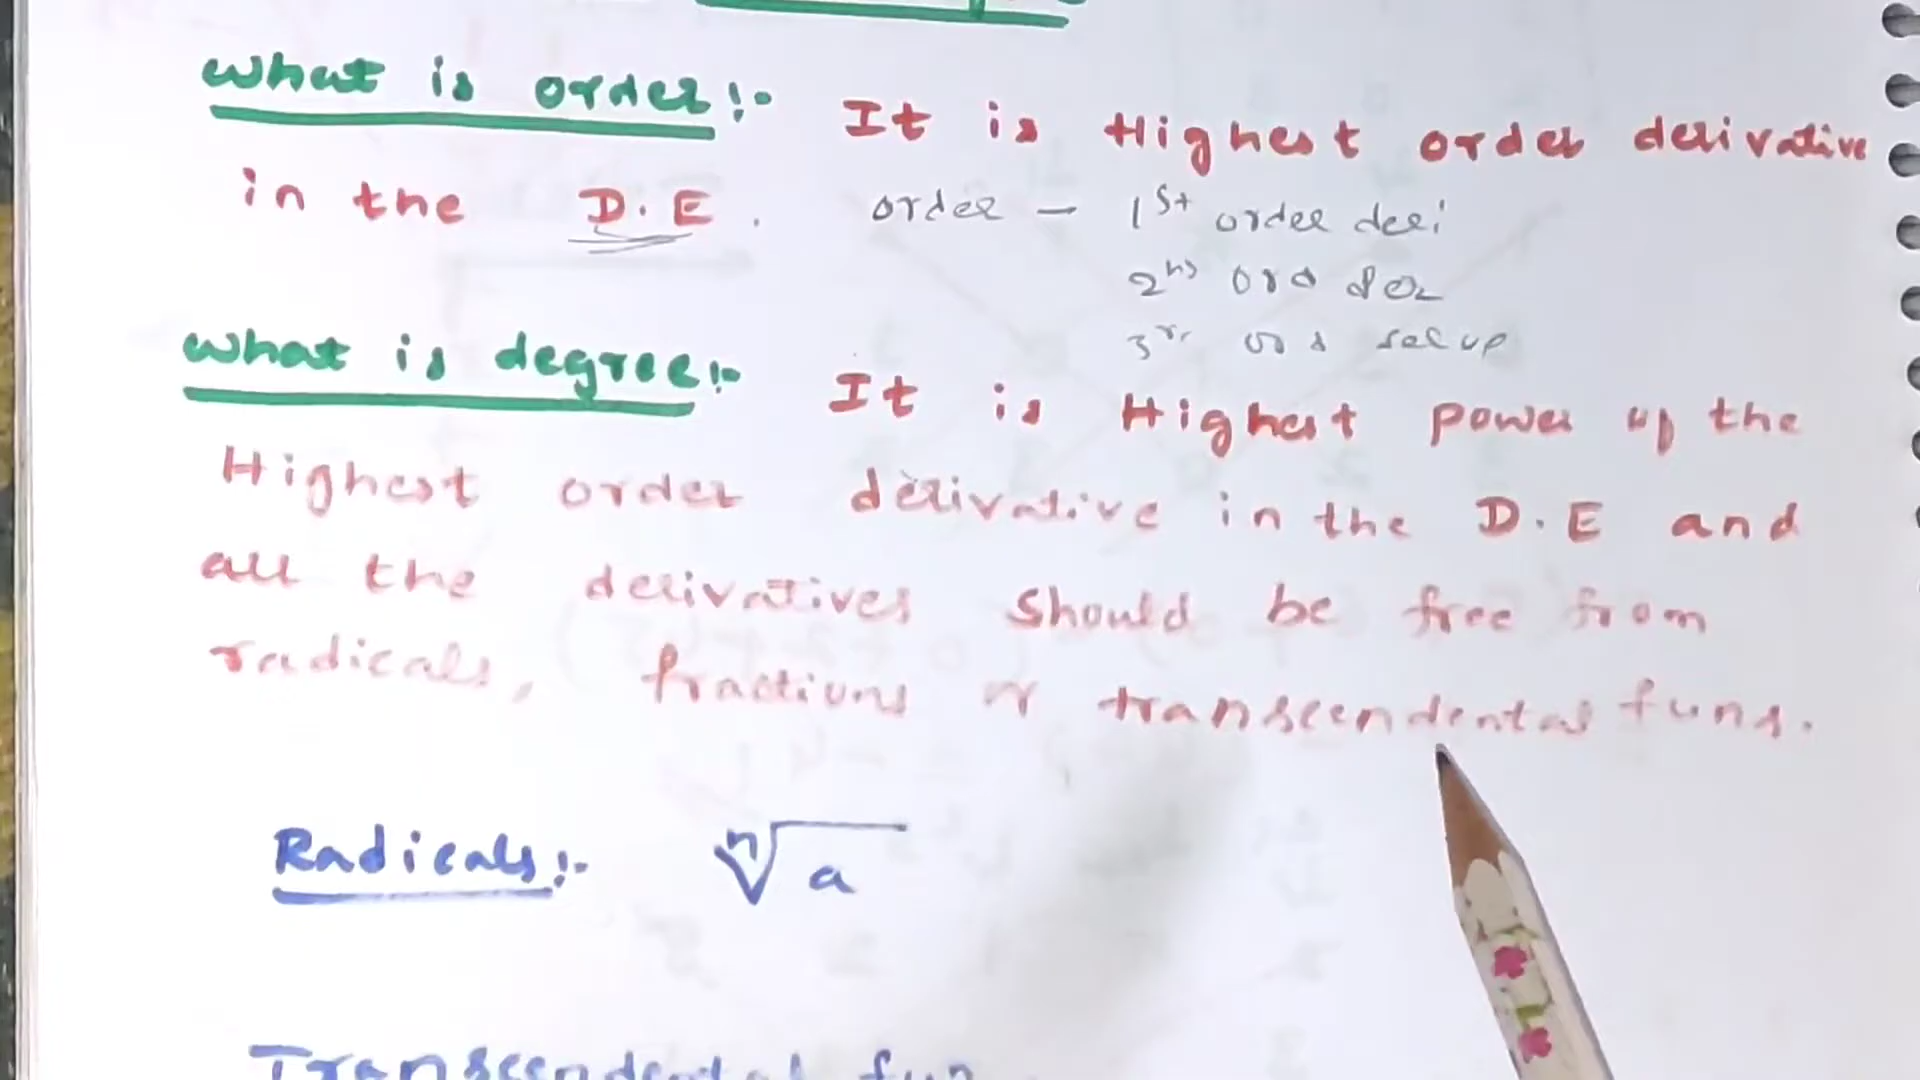 What is order:-
It is Highest order derivative
in the D.E.
order - 1st order deri
2nd ord
3rd ord
What is degree:-
It is Highest power of the
Highest order derivative in the D.E and
all the derivatives should be free from
radicals, fractions or transcendental funs.
Radicals:- ⁿ√a
Transcendental fun